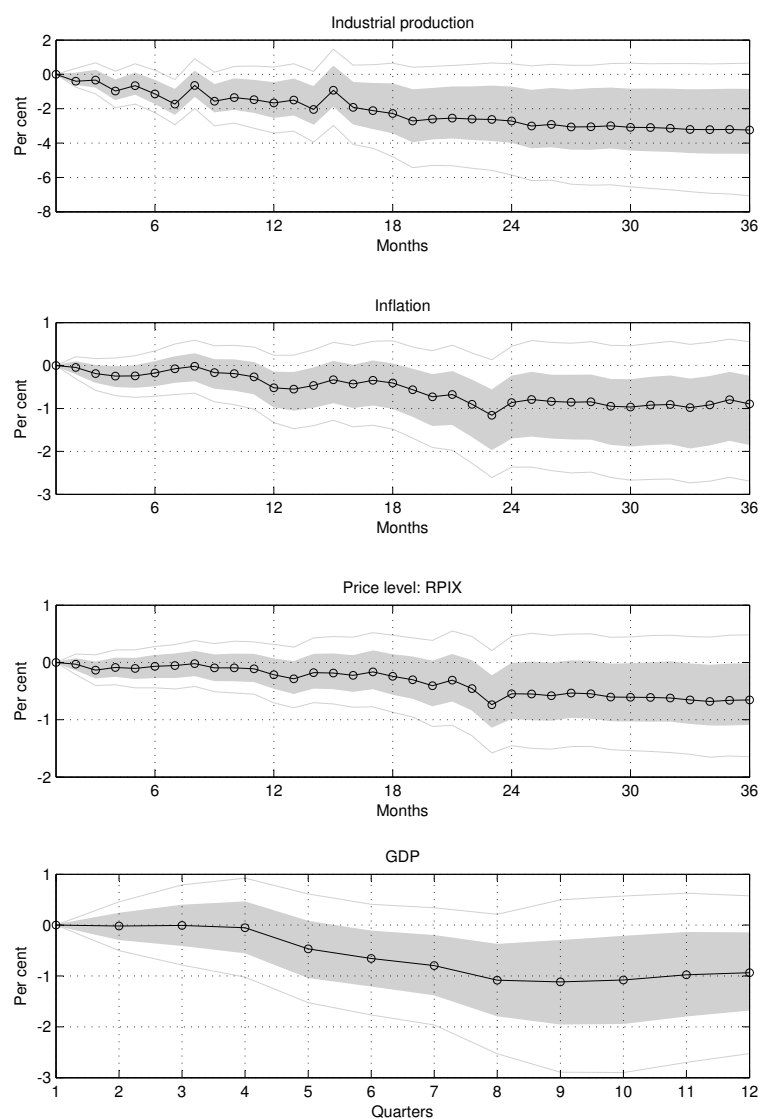 Industrial production
2
0
-2
-4
-6
-8
Per cent
6 12 18 24 30 36
Months
Inflation
1
0
-1
-2
-3
Per cent
6 12 18 24 30 36
Months
Price level: RPIX
1
0
-1
-2
Per cent
6 12 18 24 30 36
Months
GDP
1
0
-1
-2
-3
Per cent
1 2 3 4 5 6 7 8 9 10 11 12
Quarters